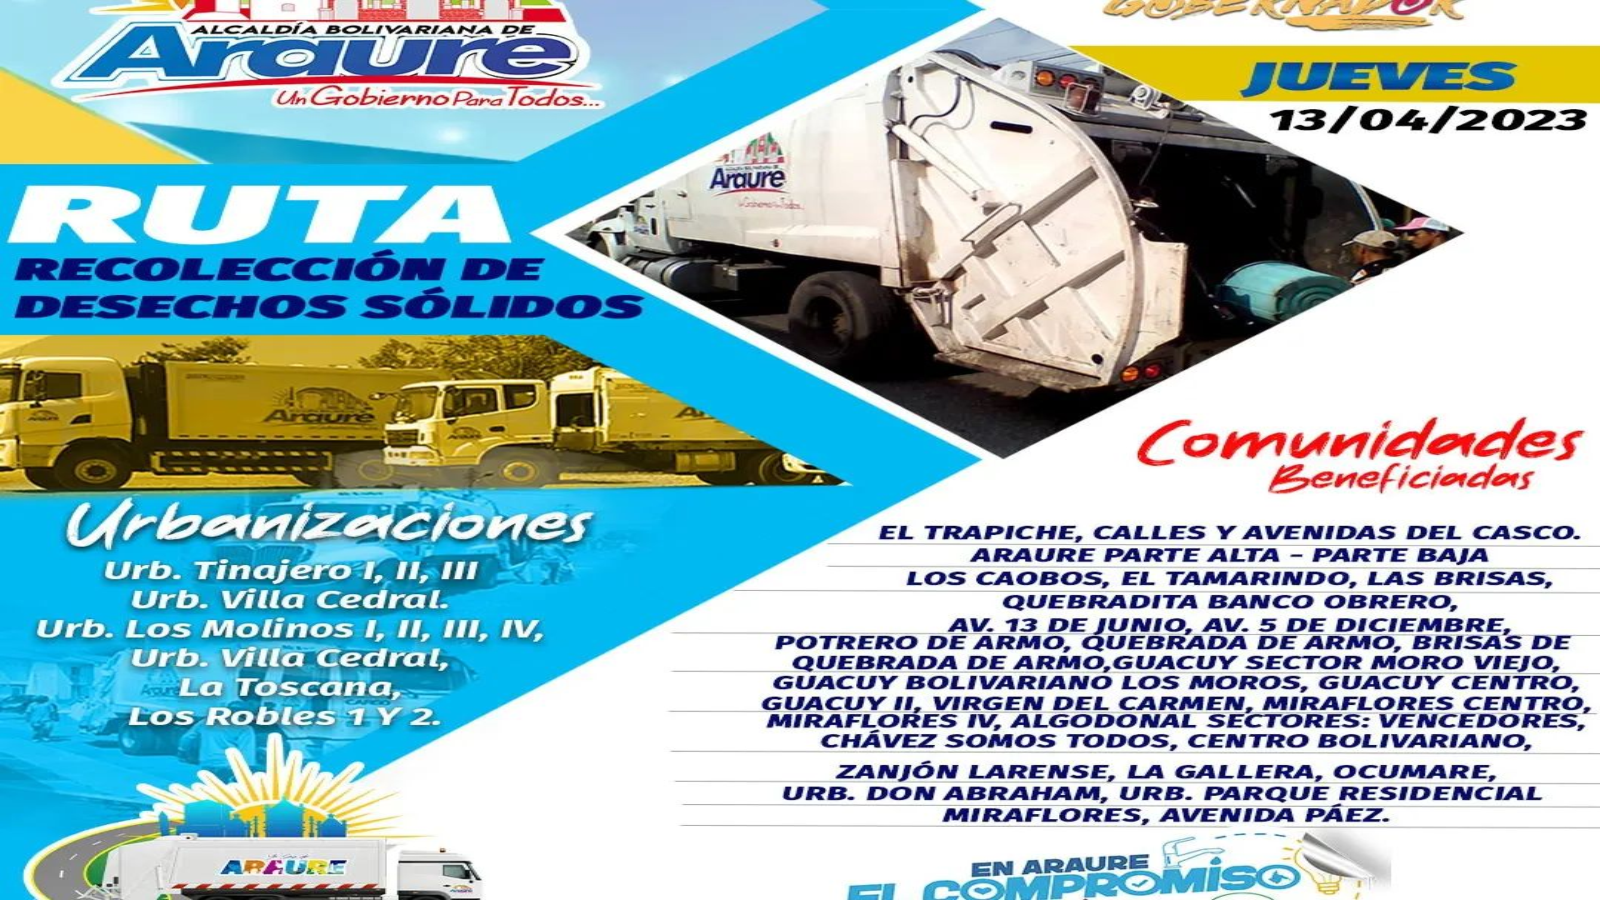 ALCALDÍA BOLIVARIANA DE
Araure
Un Gobierno Para Todos...
GOBERNADOR
JUEVES
13/04/2023
RUTA
RECOLECCIÓN DE
DESECHOS SÓLIDOS
Araure
Araure
Urbanizaciones
Urb. Tinajero I, II, III
Urb. Villa Cedral.
Urb. Los Molinos I, II, III, IV,
Urb. Villa Cedral,
La Toscana,
Los Robles 1 Y 2.
Comunidades
Beneficiadas
EL TRAPICHE, CALLES Y AVENIDAS DEL CASCO.
ARAURE PARTE ALTA - PARTE BAJA
LOS CAOBOS, EL TAMARINDO, LAS BRISAS,
QUEBRADITA BANCO OBRERO,
AV. 13 DE JUNIO, AV. 5 DE DICIEMBRE,
POTRERO DE ARMO, QUEBRADA DE ARMO, BRISAS DE
QUEBRADA DE ARMO,GUACUY SECTOR MORO VIEJO,
GUACUY BOLIVARIANO LOS MOROS, GUACUY CENTRO,
GUACUY II, VIRGEN DEL CARMEN, MIRAFLORES CENTRO,
MIRAFLORES IV, ALGODONAL SECTORES: VENCEDORES,
CHÁVEZ SOMOS TODOS, CENTRO BOLIVARIANO,
ZANJÓN LARENSE, LA GALLERA, OCUMARE,
URB. DON ABRAHAM, URB. PARQUE RESIDENCIAL
MIRAFLORES, AVENIDA PÁEZ.
ARAURE
EN ARAURE
EL COMPROMISO